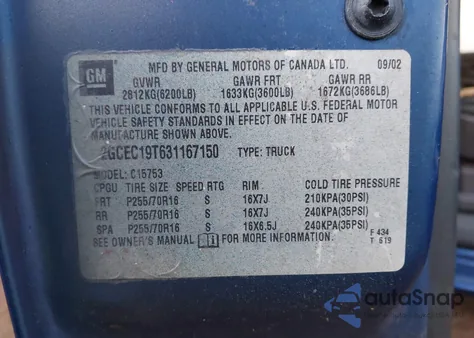 GM
MFD BY GENERAL MOTORS OF CANADA LTD. 09/02
GVWR GAWR FRT GAWR RR
2812KG(6200LB) 1633KG(3600LB) 1672KG(3686LB)
THIS VEHICLE CONFORMS TO ALL APPLICABLE U.S. FEDERAL MOTOR
VEHICLE SAFETY STANDARDS IN EFFECT ON THE DATE OF
MANUFACTURE SHOWN ABOVE.
2GCEC19T631167150 TYPE: TRUCK
MODEL: C15753
CPGU TIRE SIZE SPEED RTG RIM COLD TIRE PRESSURE
FRT P255/70R16 S 16X7J 210KPA(30PSI)
RR P255/70R16 S 16X7J 240KPA(35PSI)
SPA P255/70R16 S 16X6.5J 240KPA(35PSI)
SEE OWNER'S MANUAL FOR MORE INFORMATION.
F 434
T 619
autoSnap